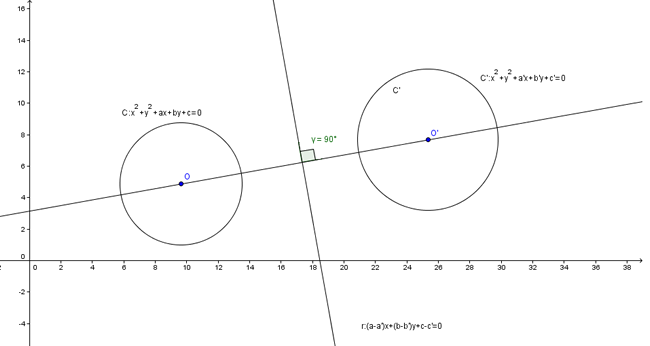 16
14
12
10
8
6
4
2
0
-2
-4
2 0 2 4 6 8 10 12 14 16 18 20 22 24 26 28 30 32 34 36 38
C:x²+y²+ax+by+c=0
C':x²+y²+a'x+b'y+c'=0
C'
γ = 90°
O'
O
r:(a-a')x+(b-b')y+c-c'=0